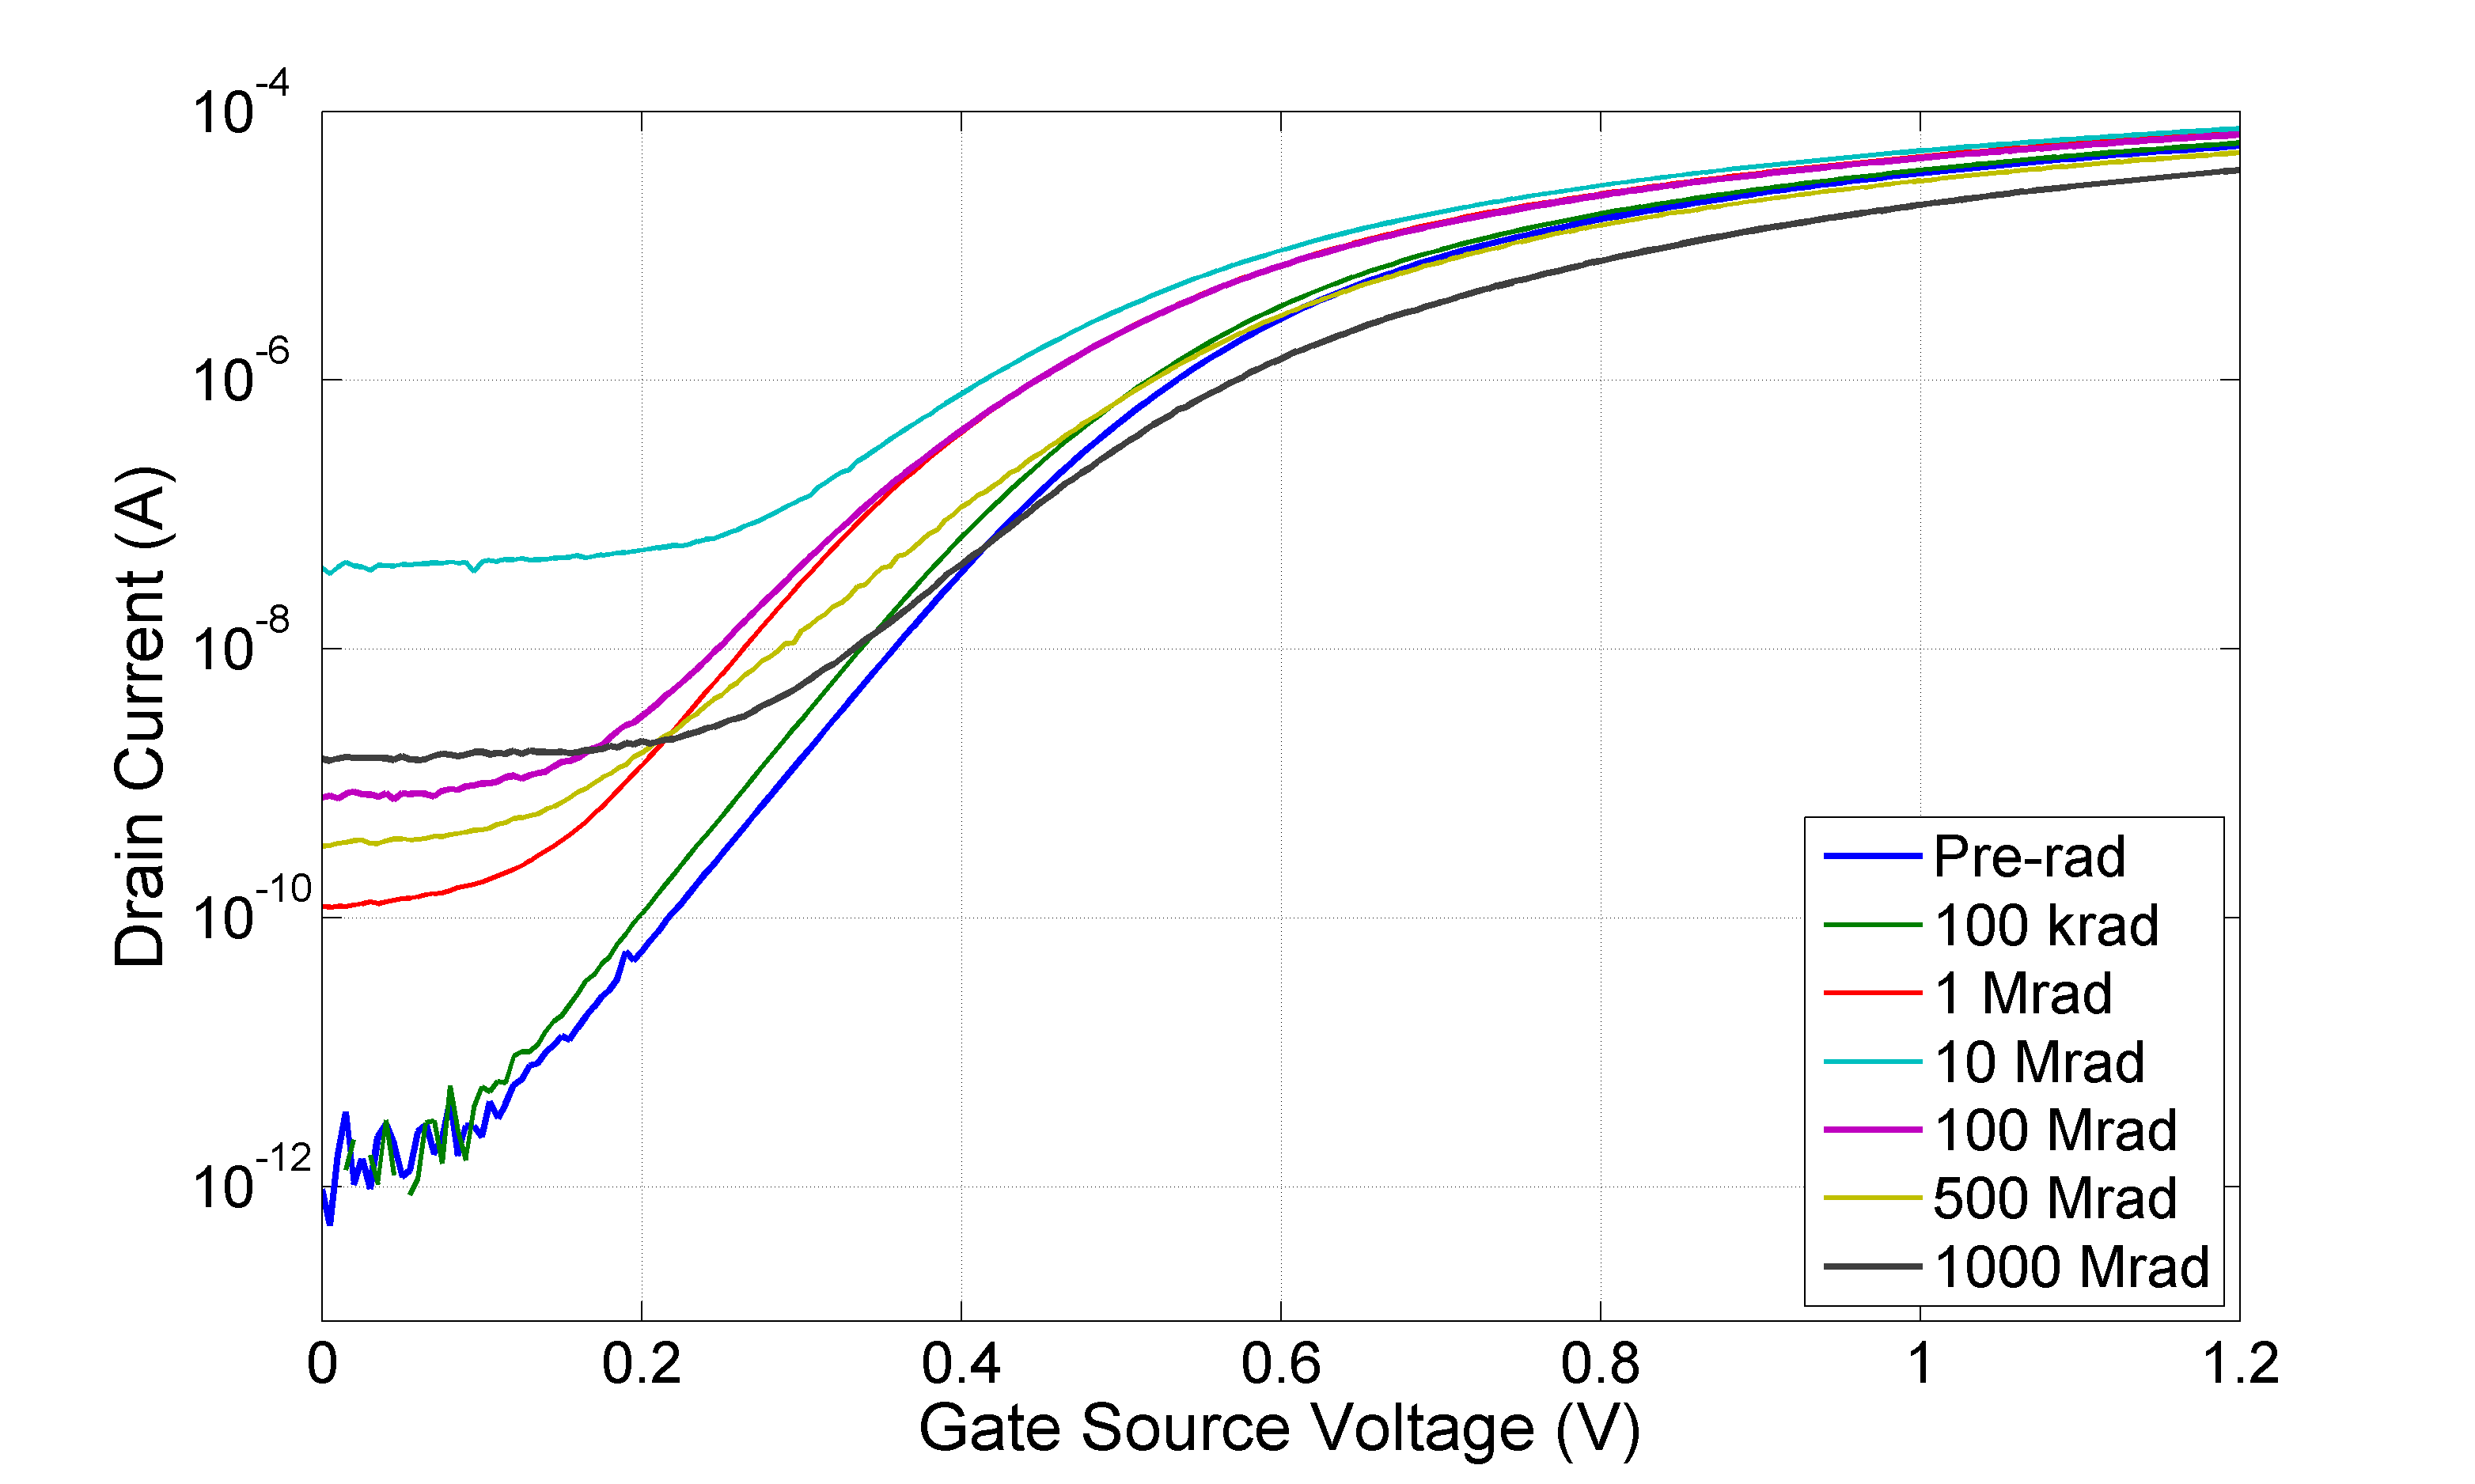 10^-4
10^-6
10^-8
10^-10
10^-12
Drain Current (A)
0 0.2 0.4 0.6 0.8 1 1.2
Gate Source Voltage (V)
Pre-rad
100 krad
1 Mrad
10 Mrad
100 Mrad
500 Mrad
1000 Mrad